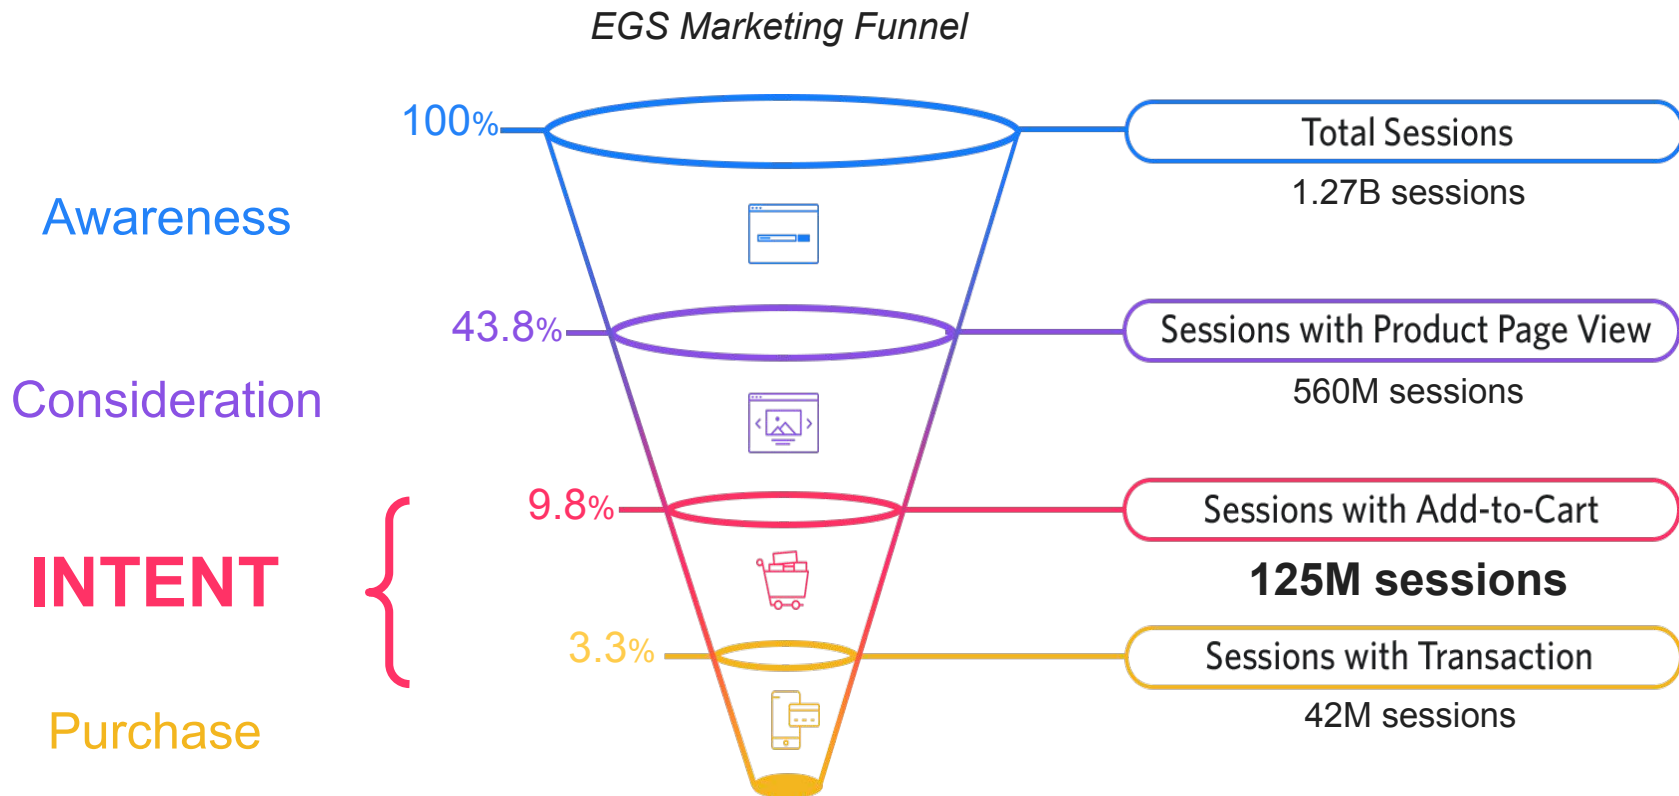 EGS Marketing Funnel
100%
Total Sessions
1.27B sessions
Awareness
43.8%
Sessions with Product Page View
560M sessions
Consideration
9.8%
Sessions with Add-to-Cart
INTENT
125M sessions
3.3%
Sessions with Transaction
42M sessions
Purchase